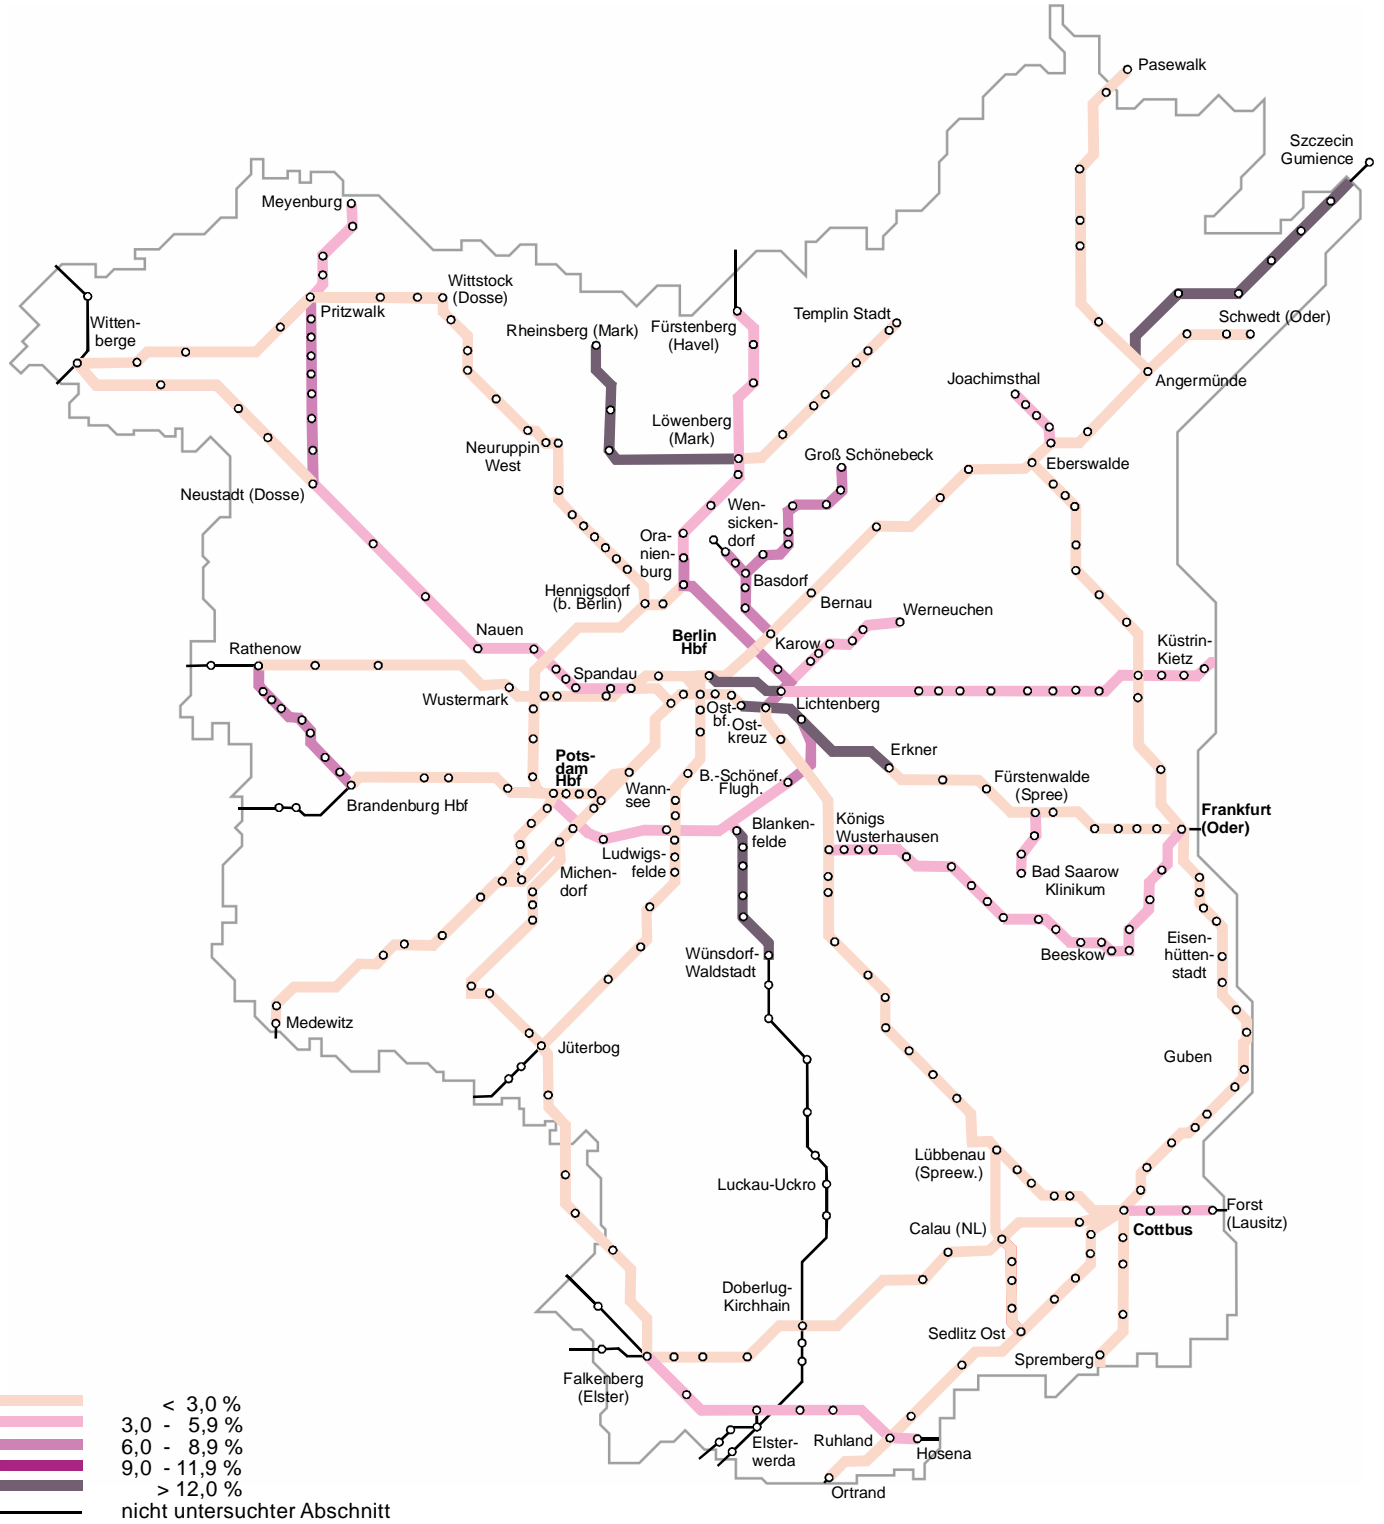 Pasewalk
Szczecin
Gumience
Meyenburg
Wittstock
(Dosse)
Pritzwalk
Witten-
berge
Rheinsberg (Mark)
Fürstenberg
(Havel)
Templin Stadt
Schwedt (Oder)
Angermünde
Joachimsthal
Löwenberg
(Mark)
Neuruppin
West
Groß Schönebeck
Eberswalde
Neustadt (Dosse)
Wen-
sicken-
dorf
Ora-
nien-
burg
Basdorf
Hennigsdorf
(b. Berlin)
Bernau
Werneuchen
Nauen
Berlin
Hbf
Karow
Küstrin-
Kietz
Rathenow
Spandau
Wustermark
Ost-
bf.
Ost-
kreuz
Lichtenberg
Erkner
Pots-
dam
Hbf
Wann-
see
B.-Schönef.
Flugh.
Fürstenwalde
(Spree)
Brandenburg Hbf
Frankfurt
(Oder)
Blanken-
felde
Königs
Wusterhausen
Ludwigs-
felde
Michen-
dorf
Bad Saarow
Klinikum
Wünsdorf-
Waldstadt
Beeskow
Eisen-
hütten-
stadt
Medewitz
Jüterbog
Guben
Lübbenau
(Spreew.)
Luckau-Uckro
Forst
(Lausitz)
Calau (NL)
Cottbus
Doberlug-
Kirchhain
Sedlitz Ost
Spremberg
Falkenberg
(Elster)
Elster-
werda
Ruhland
Hosena
Ortrand
< 3,0 %
3,0 - 5,9 %
6,0 - 8,9 %
9,0 - 11,9 %
> 12,0 %
nicht untersuchter Abschnitt